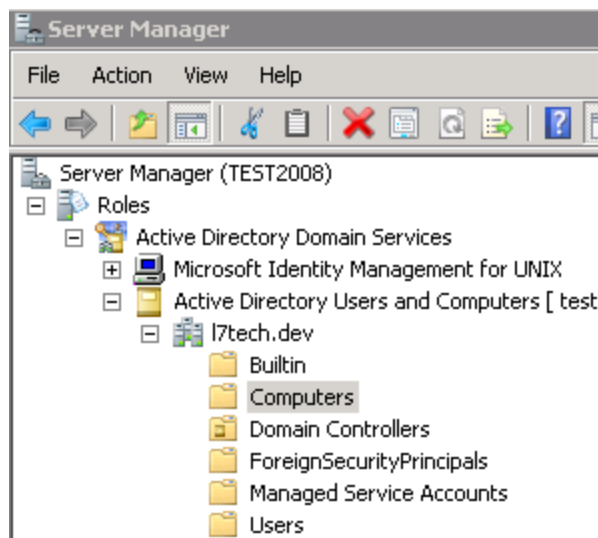 Server Manager
File Action View Help
Server Manager (TEST2008)
Roles
Active Directory Domain Services
Microsoft Identity Management for UNIX
Active Directory Users and Computers [ test
l7tech.dev
Builtin
Computers
Domain Controllers
ForeignSecurityPrincipals
Managed Service Accounts
Users